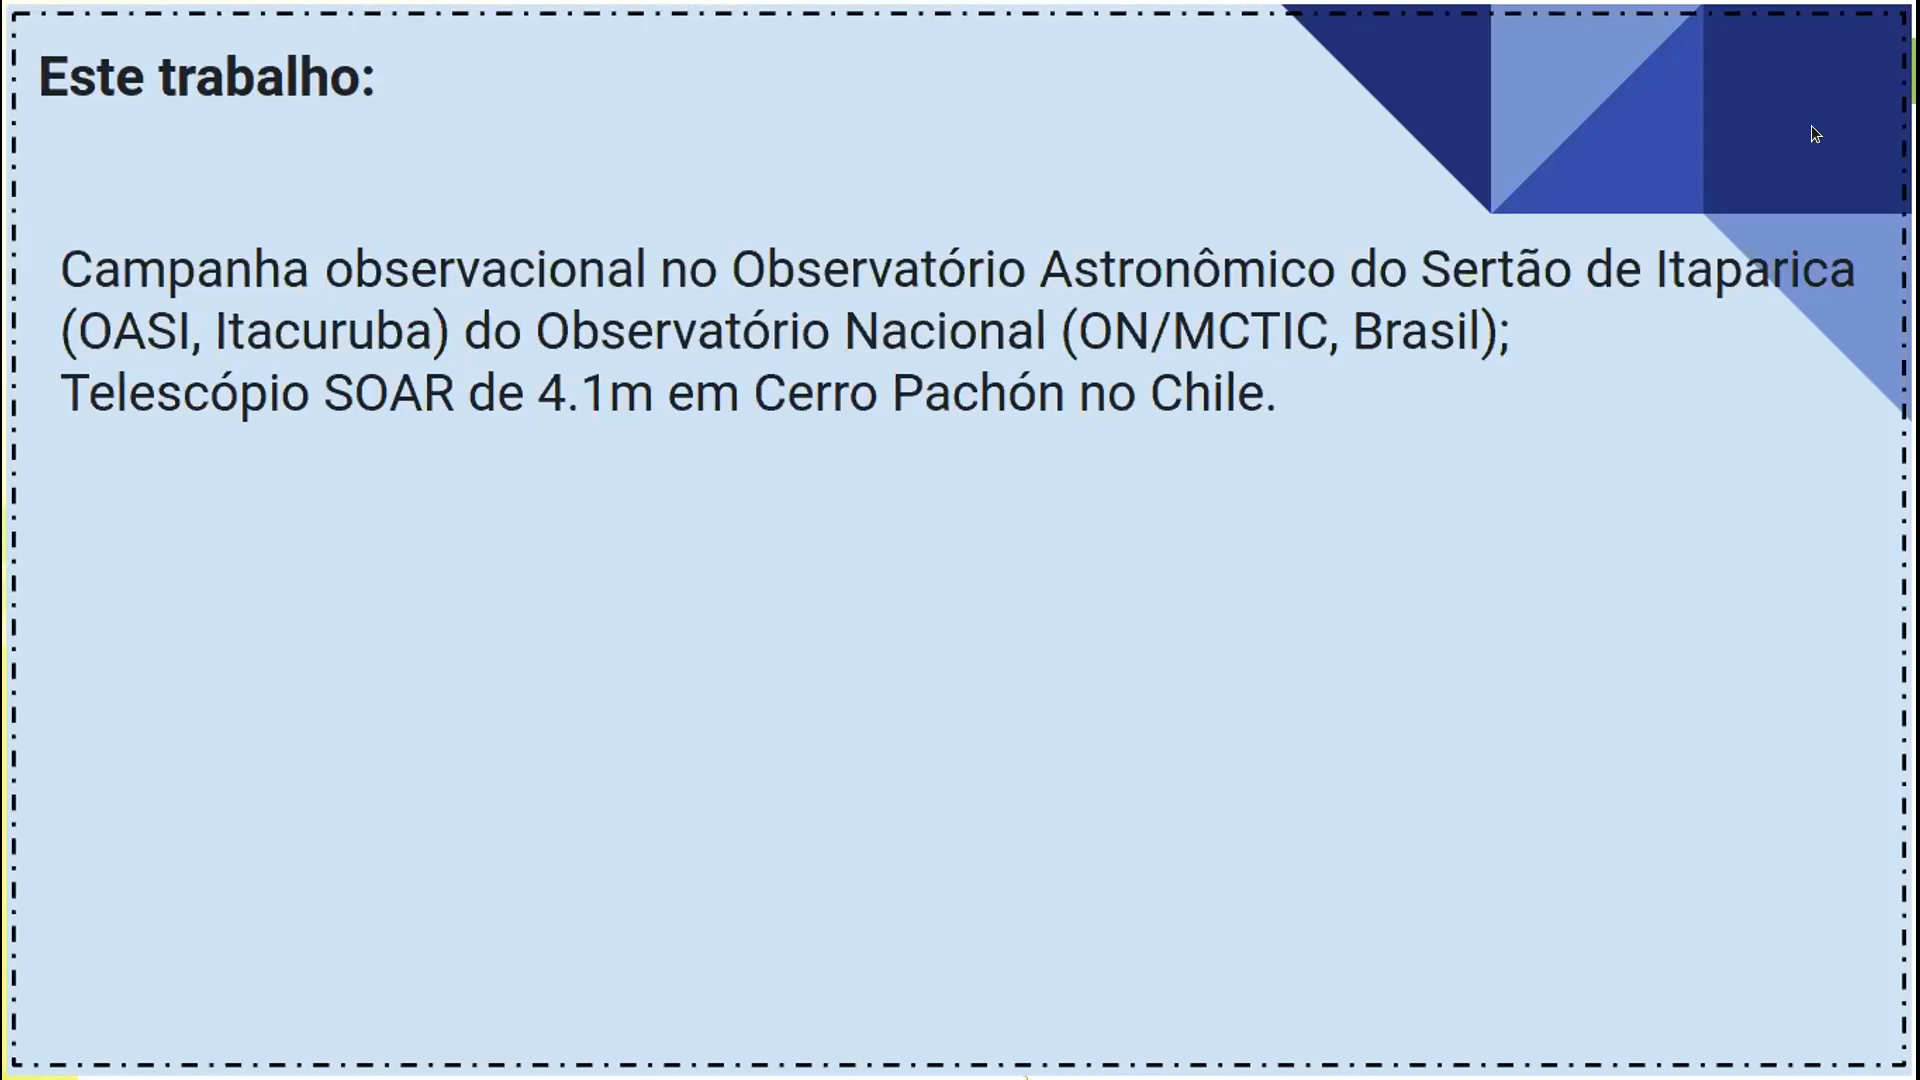 Este trabalho:
Campanha observacional no Observatório Astronômico do Sertão de Itaparica
(OASI, Itacuruba) do Observatório Nacional (ON/MCTIC, Brasil);
Telescópio SOAR de 4.1m em Cerro Pachón no Chile.